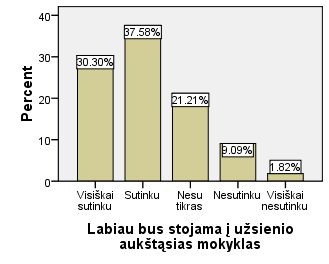 40
30
20
10
0
Percent
30.30%
37.58%
21.21%
9.09%
1.82%
Visiškai sutinku
Sutinku
Nesu tikras
Nesutinku
Visiškai nesutinku
Labiau bus stojama į užsienio
aukštąsias mokyklas